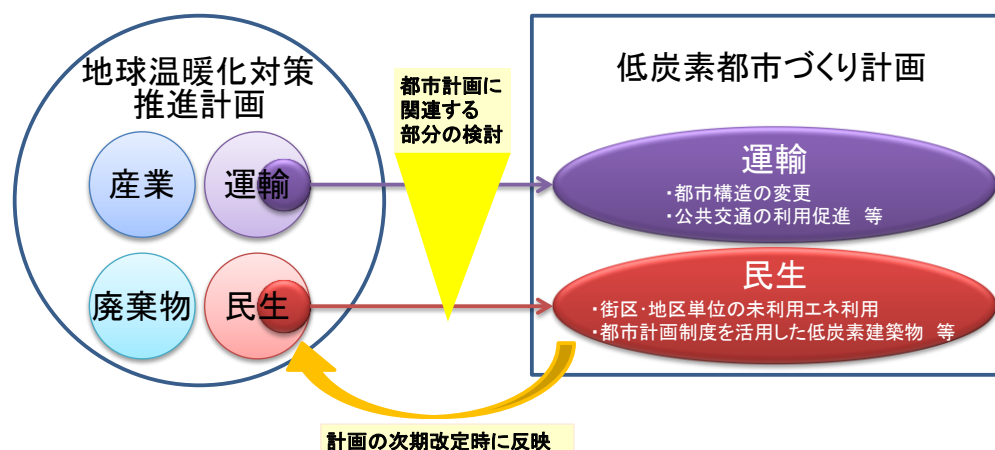 地球温暖化対策
推進計画
産業
運輸
廃棄物
民生
都市計画に
関連する
部分の検討
低炭素都市づくり計画
運輸
・都市構造の変更
・公共交通の利用促進　等
民生
・街区・地区単位の未利用エネ利用
・都市計画制度を活用した低炭素建築物　等
計画の次期改定時に反映